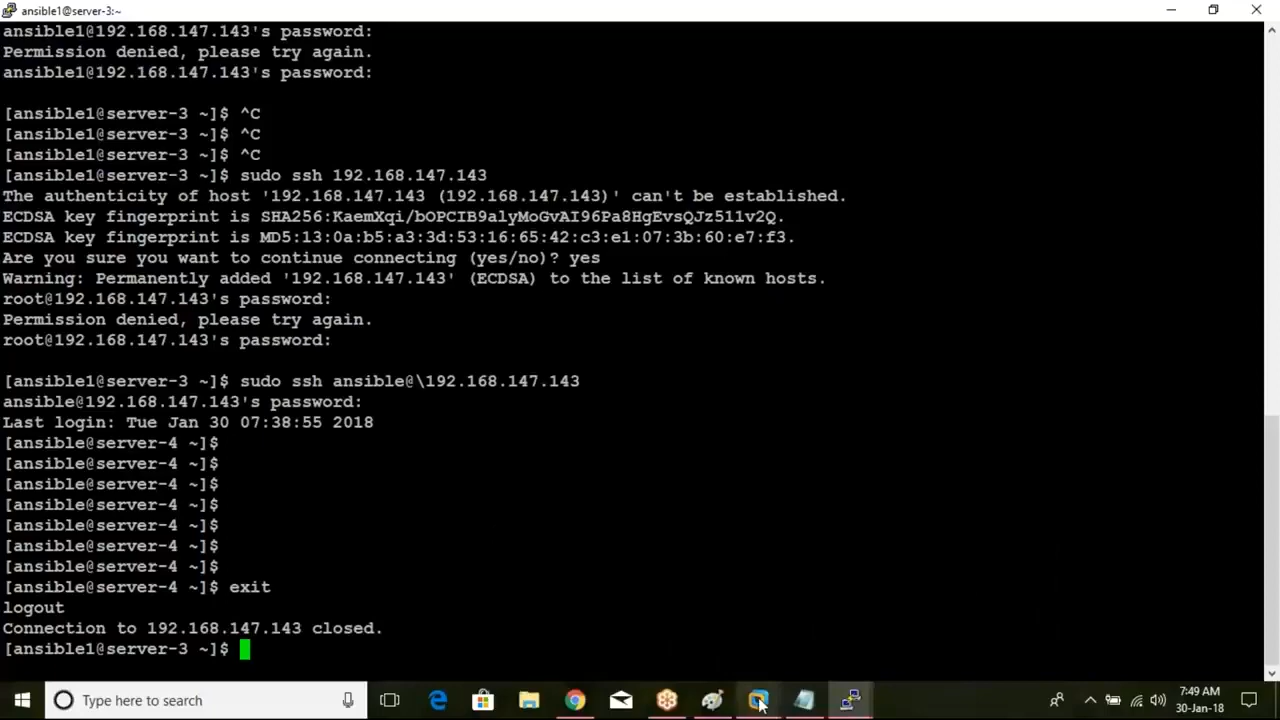 ansible1@server-3:~
ansible1@192.168.147.143's password:
Permission denied, please try again.
ansible1@192.168.147.143's password:
[ansible1@server-3 ~]$ ^C
[ansible1@server-3 ~]$ ^C
[ansible1@server-3 ~]$ ^C
[ansible1@server-3 ~]$ sudo ssh 192.168.147.143
The authenticity of host '192.168.147.143 (192.168.147.143)' can't be established.
ECDSA key fingerprint is SHA256:KaemXqi/bOPCIB9alyMoGvAI96Pa8HgEvsQJz511v2Q.
ECDSA key fingerprint is MD5:13:0a:b5:a3:3d:53:16:65:42:c3:e1:07:3b:60:e7:f3.
Are you sure you want to continue connecting (yes/no)? yes
Warning: Permanently added '192.168.147.143' (ECDSA) to the list of known hosts.
root@192.168.147.143's password:
Permission denied, please try again.
root@192.168.147.143's password:
[ansible1@server-3 ~]$ sudo ssh ansible@\192.168.147.143
ansible@192.168.147.143's password:
Last login: Tue Jan 30 07:38:55 2018
[ansible@server-4 ~]$
[ansible@server-4 ~]$
[ansible@server-4 ~]$
[ansible@server-4 ~]$
[ansible@server-4 ~]$
[ansible@server-4 ~]$
[ansible@server-4 ~]$
[ansible@server-4 ~]$ exit
logout
Connection to 192.168.147.143 closed.
[ansible1@server-3 ~]$
Type here to search
7:49 AM
30-Jan-18